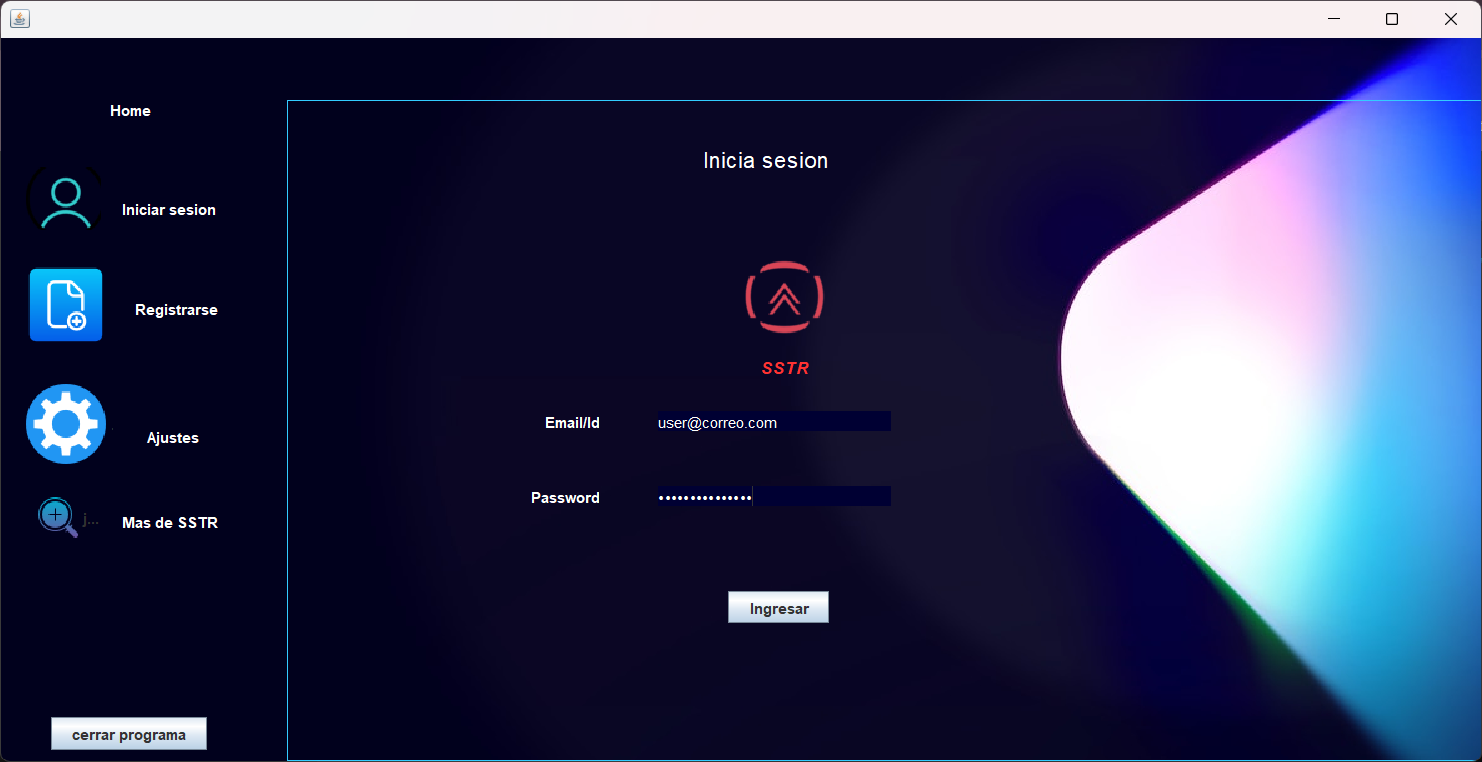 Home
Iniciar sesion
Registrarse
Ajustes
j...
Mas de SSTR
cerrar programa
Inicia sesion
SSTR
Email/Id
user@correo.com
Password
•••••••••••••••
Ingresar